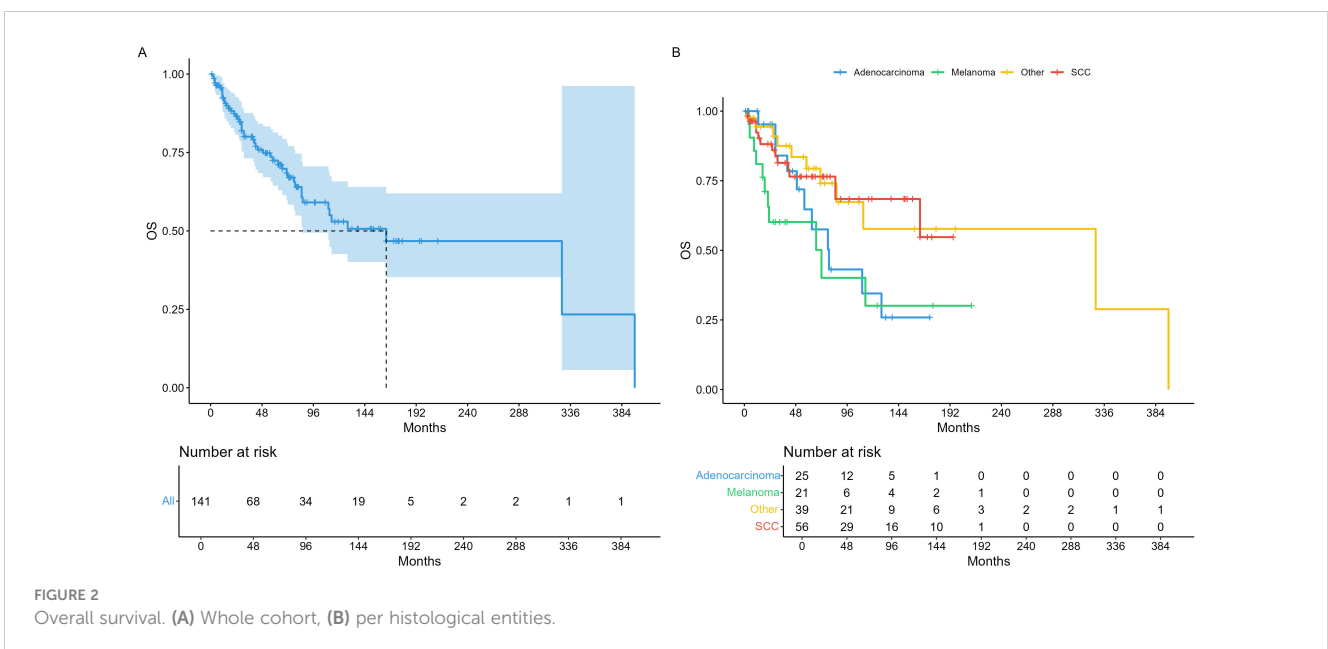 A
1.00
0.75
0.50
0.25
0.00
OS
0 48 96 144 192 240 288 336 384
Months
Number at risk
All 141 68 34 19 5 2 2 1 1
0 48 96 144 192 240 288 336 384
Months
B
Adenocarcinoma Melanoma Other SCC
1.00
0.75
0.50
0.25
0.00
OS
0 48 96 144 192 240 288 336 384
Months
Number at risk
Adenocarcinoma 25 12 5 1 0 0 0 0 0
Melanoma 21 6 4 2 1 0 0 0 0
Other 39 21 9 6 3 2 2 1 1
SCC 56 29 16 10 1 0 0 0 0
0 48 96 144 192 240 288 336 384
Months
FIGURE 2
Overall survival. (A) Whole cohort, (B) per histological entities.